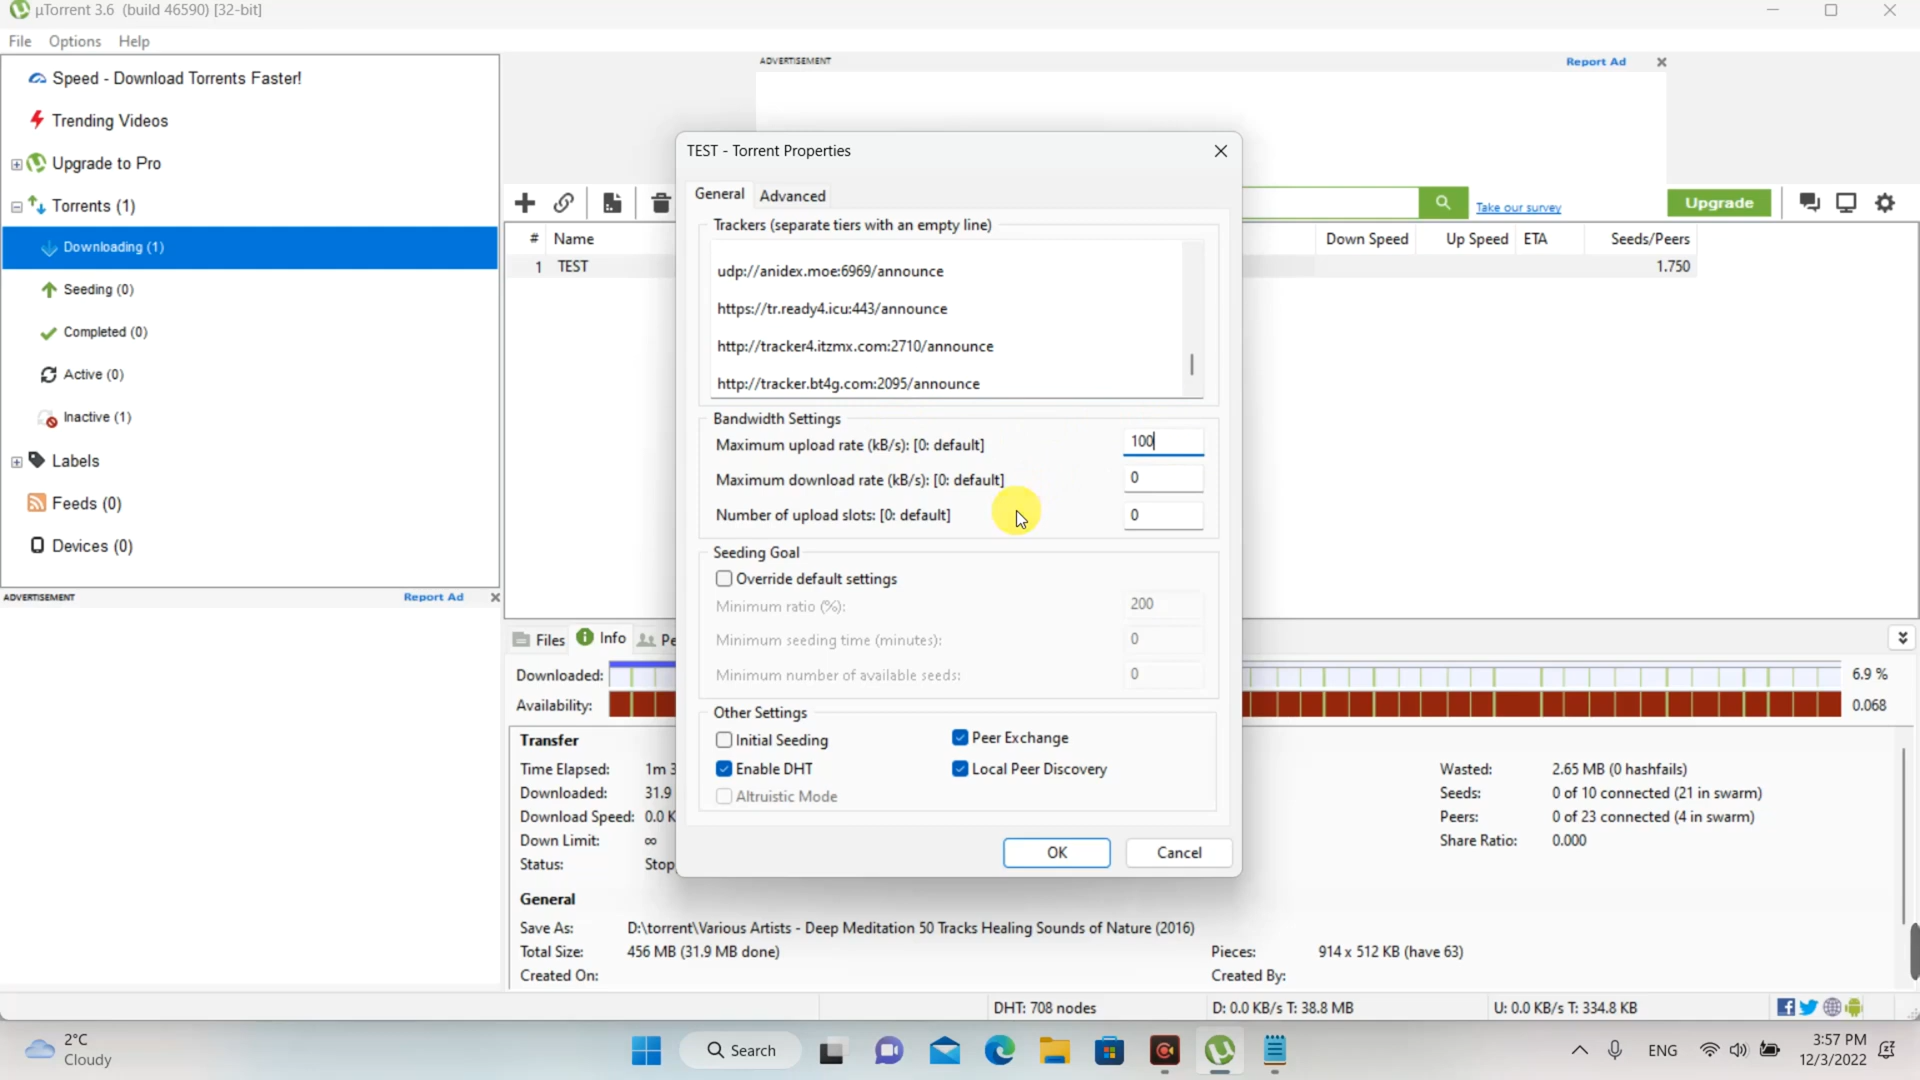 µTorrent 3.6 (build 46590) [32-bit]
File Options Help
Speed - Download Torrents Faster!
Trending Videos
Upgrade to Pro
Torrents (1)
Downloading (1)
Seeding (0)
Completed (0)
Active (0)
Inactive (1)
Labels
Feeds (0)
Devices (0)
ADVERTISEMENT Report Ad
ADVERTISEMENT Report Ad
Take our survey
Upgrade
# Name Down Speed Up Speed ETA Seeds/Peers
1 TEST 1.750
TEST - Torrent Properties
General Advanced
Trackers (separate tiers with an empty line)
udp://anidex.moe:6969/announce
https://tr.ready4.icu:443/announce
http://tracker4.itzmx.com:2710/announce
http://tracker.bt4g.com:2095/announce
Bandwidth Settings
Maximum upload rate (kB/s): [0: default] 100
Maximum download rate (kB/s): [0: default] 0
Number of upload slots: [0: default] 0
Seeding Goal
Override default settings
Minimum ratio (%): 200
Minimum seeding time (minutes): 0
Minimum number of available seeds: 0
Other Settings
Initial Seeding Peer Exchange
Enable DHT Local Peer Discovery
Altruistic Mode
OK Cancel
Files Info Pe
Downloaded: 6.9 %
Availability: 0.068
Transfer
Time Elapsed: 1m 3 Wasted: 2.65 MB (0 hashfails)
Downloaded: 31.9 Seeds: 0 of 10 connected (21 in swarm)
Download Speed: 0.0 K Peers: 0 of 23 connected (4 in swarm)
Down Limit: ∞ Share Ratio: 0.000
Status: Stop
General
Save As: D:\torrent\Various Artists - Deep Meditation 50 Tracks Healing Sounds of Nature (2016)
Total Size: 456 MB (31.9 MB done) Pieces: 914 x 512 KB (have 63)
Created On: Created By:
DHT: 708 nodes D: 0.0 KB/s T: 38.8 MB U: 0.0 KB/s T: 334.8 KB
2°C
Cloudy
Search
ENG
3:57 PM
12/3/2022